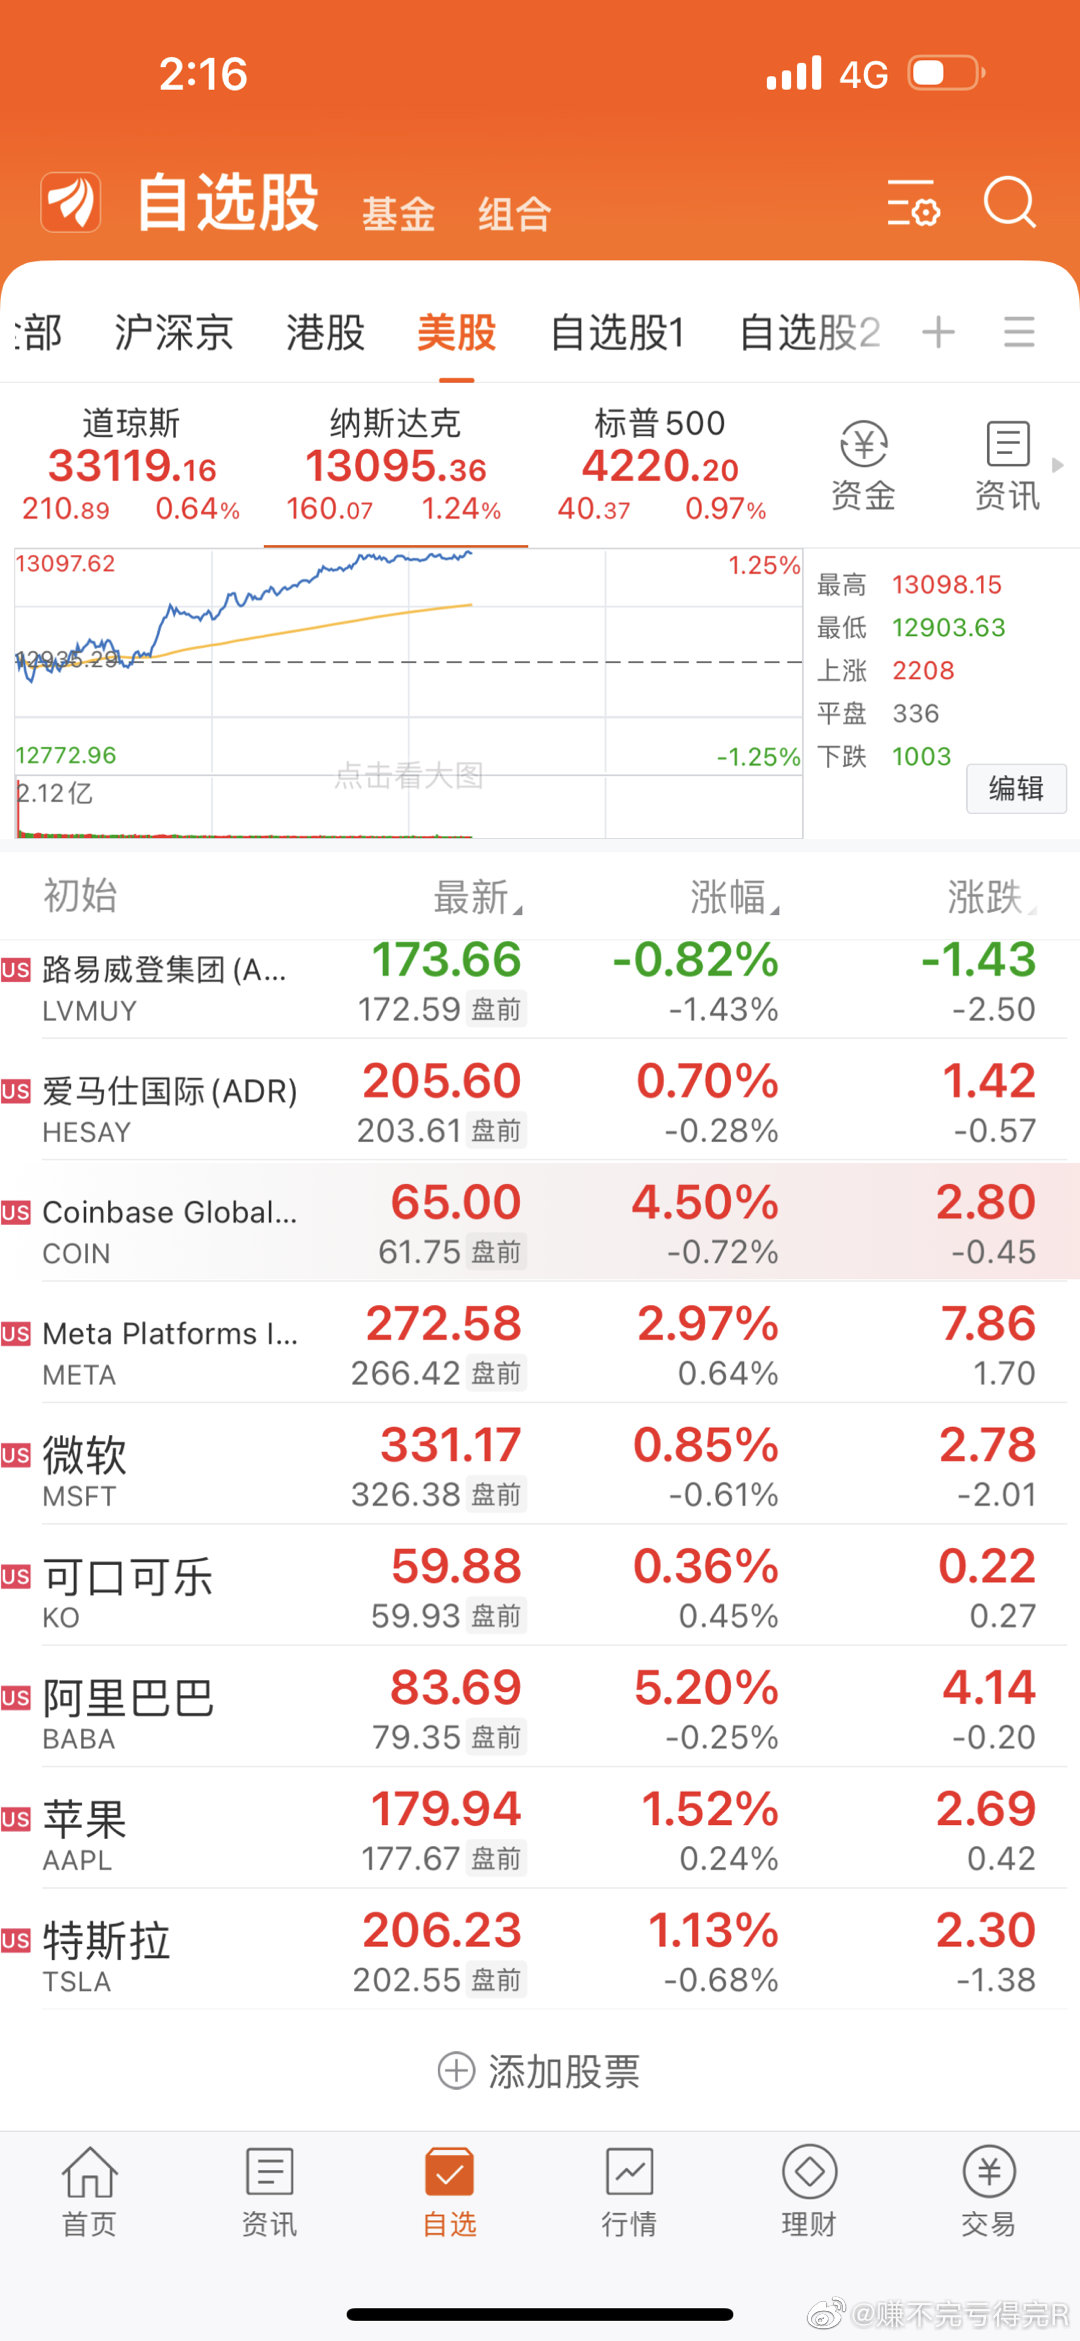 2:16 4G
自选股 基金 组合
全部 沪深京 港股 美股 自选股1 自选股2
道琼斯 纳斯达克 标普500
33119.16 13095.36 4220.20
210.89 0.64% 160.07 1.24% 40.37 0.97%
资金 资讯
13097.62 1.25%
12935.29
12772.96 -1.25%
点击看大图
2.12亿
最高 13098.15
最低 12903.63
上涨 2208
平盘 336
下跌 1003
编辑
初始 最新 涨幅 涨跌
US 路易威登集团(A... 173.66 -0.82% -1.43
LVMUY 172.59 盘前 -1.43% -2.50
US 爱马仕国际(ADR) 205.60 0.70% 1.42
HESAY 203.61 盘前 -0.28% -0.57
US Coinbase Global... 65.00 4.50% 2.80
COIN 61.75 盘前 -0.72% -0.45
US Meta Platforms I... 272.58 2.97% 7.86
META 266.42 盘前 0.64% 1.70
US 微软 331.17 0.85% 2.78
MSFT 326.38 盘前 -0.61% -2.01
US 可口可乐 59.88 0.36% 0.22
KO 59.93 盘前 0.45% 0.27
US 阿里巴巴 83.69 5.20% 4.14
BABA 79.35 盘前 -0.25% -0.20
US 苹果 179.94 1.52% 2.69
AAPL 177.67 盘前 0.24% 0.42
US 特斯拉 206.23 1.13% 2.30
TSLA 202.55 盘前 -0.68% -1.38
添加股票
首页 资讯 自选 行情 理财 交易
@赚不完亏得完R